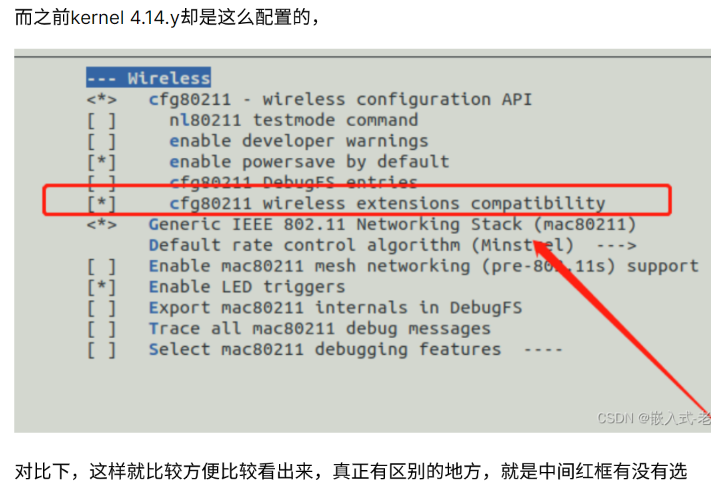 而之前kernel 4.14.y却是这么配置的，
--- Wireless
<*>   cfg80211 - wireless configuration API
[ ]     nl80211 testmode command
[ ]     enable developer warnings
[*]     enable powersave by default
[ ]     cfg80211 DebugFS entries
[*]     cfg80211 wireless extensions compatibility
<*>   Generic IEEE 802.11 Networking Stack (mac80211)
      Default rate control algorithm (Minstrel)  --->
[ ]   Enable mac80211 mesh networking (pre-802.11s) support
[*]   Enable LED triggers
[ ]   Export mac80211 internals in DebugFS
[ ]   Trace all mac80211 debug messages
[ ]   Select mac80211 debugging features  ----
CSDN @嵌入式-老
对比下，这样就比较方便比较看出来，真正有区别的地方，就是中间红框有没有选